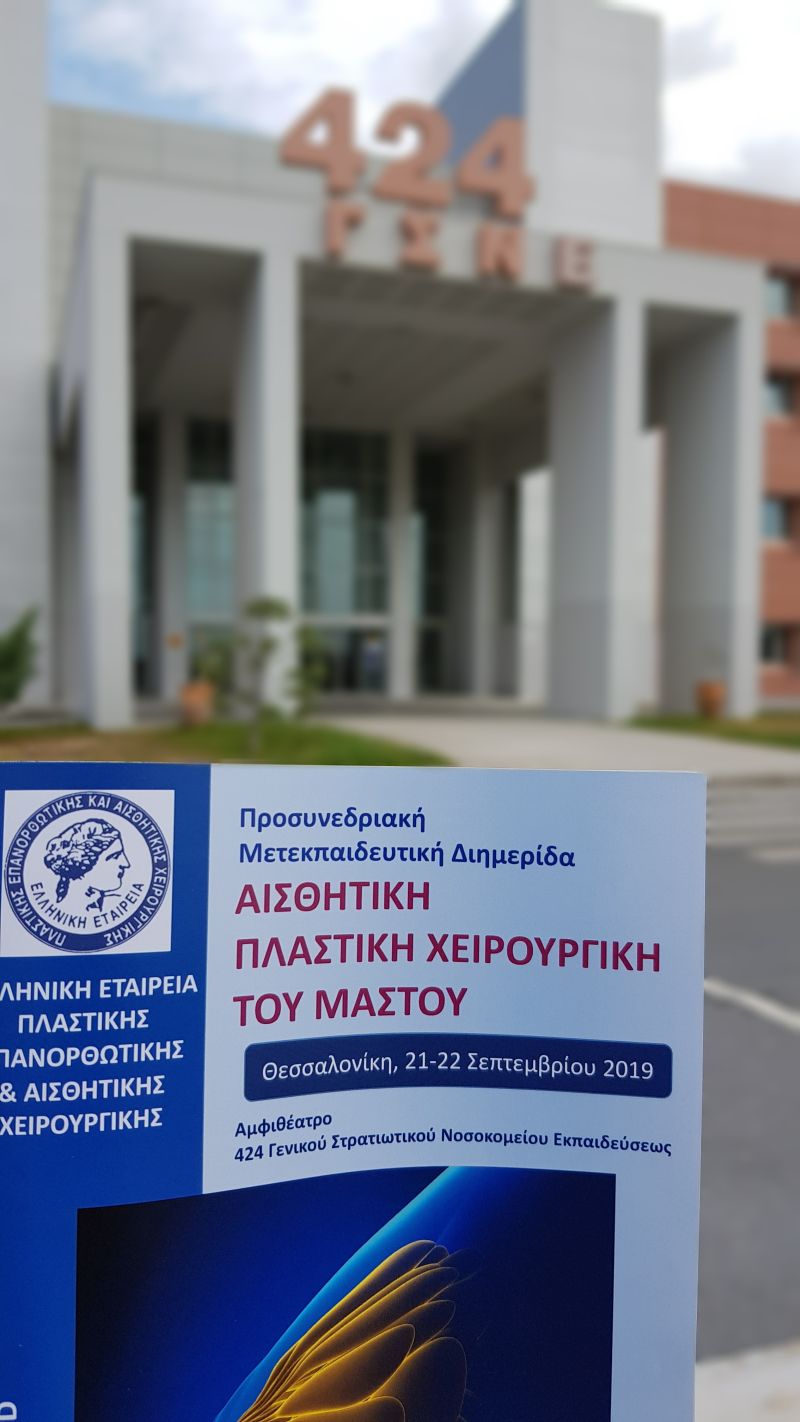 424
Γ Σ Ν Ε
ΠΛΑΣΤΙΚΗΣ ΕΠΑΝΟΡΘΩΤΙΚΗΣ ΚΑΙ ΑΙΣΘΗΤΙΚΗΣ ΧΕΙΡΟΥΡΓΙΚΗΣ
ΕΛΛΗΝΙΚΗ ΕΤΑΙΡΕΙΑ
ΛΗΝΙΚΗ ΕΤΑΙΡΕΙΑ
ΠΛΑΣΤΙΚΗΣ
ΠΑΝΟΡΘΩΤΙΚΗΣ
& ΑΙΣΘΗΤΙΚΗΣ
ΧΕΙΡΟΥΡΓΙΚΗΣ
Προσυνεδριακή
Μετεκπαιδευτική Διημερίδα
ΑΙΣΘΗΤΙΚΗ
ΠΛΑΣΤΙΚΗ ΧΕΙΡΟΥΡΓΙΚΗ
ΤΟΥ ΜΑΣΤΟΥ
Θεσσαλονίκη, 21-22 Σεπτεμβρίου 2019
Αμφιθέατρο
424 Γενικού Στρατιωτικού Νοσοκομείου Εκπαιδεύσεως